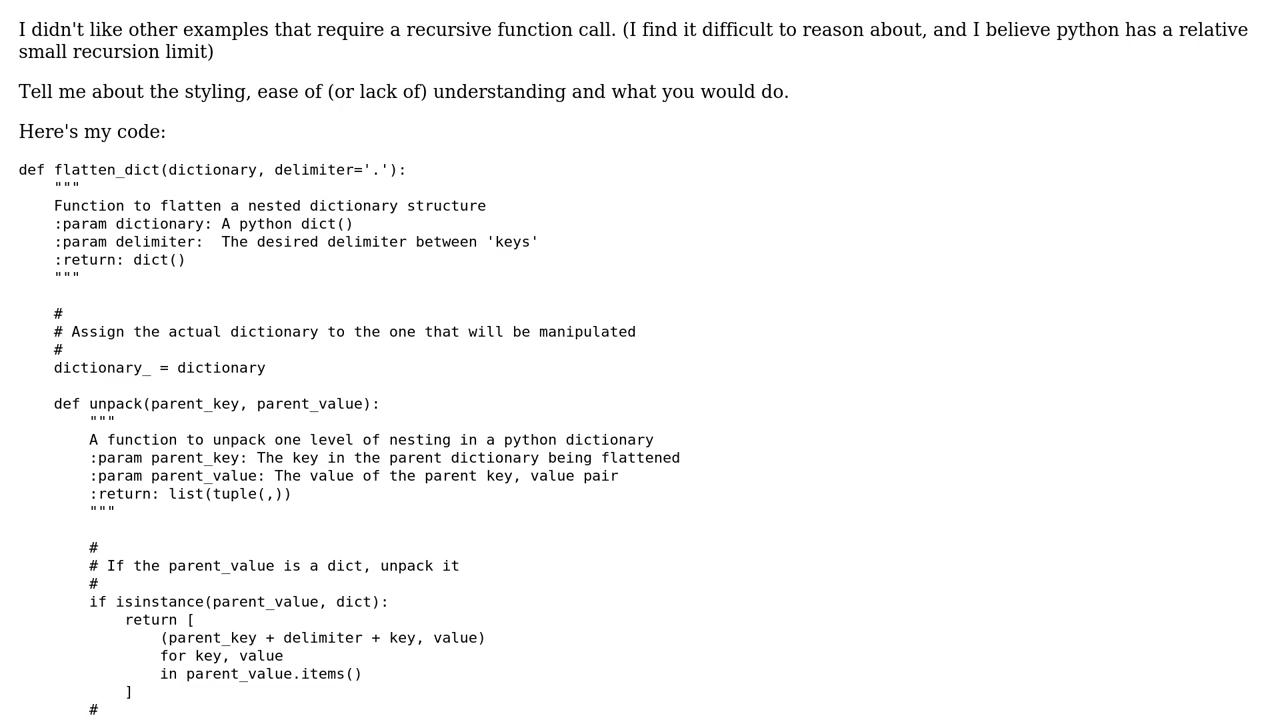 I didn't like other examples that require a recursive function call. (I find it difficult to reason about, and I believe python has a relative
small recursion limit)
Tell me about the styling, ease of (or lack of) understanding and what you would do.
Here's my code:
def flatten_dict(dictionary, delimiter='.'):
    """
    Function to flatten a nested dictionary structure
    :param dictionary: A python dict()
    :param delimiter:  The desired delimiter between 'keys'
    :return: dict()
    """
    #
    # Assign the actual dictionary to the one that will be manipulated
    #
    dictionary_ = dictionary
    def unpack(parent_key, parent_value):
        """
        A function to unpack one level of nesting in a python dictionary
        :param parent_key: The key in the parent dictionary being flattened
        :param parent_value: The value of the parent key, value pair
        :return: list(tuple(,))
        """
        #
        # If the parent_value is a dict, unpack it
        #
        if isinstance(parent_value, dict):
            return [
                (parent_key + delimiter + key, value)
                for key, value
                in parent_value.items()
            ]
        #